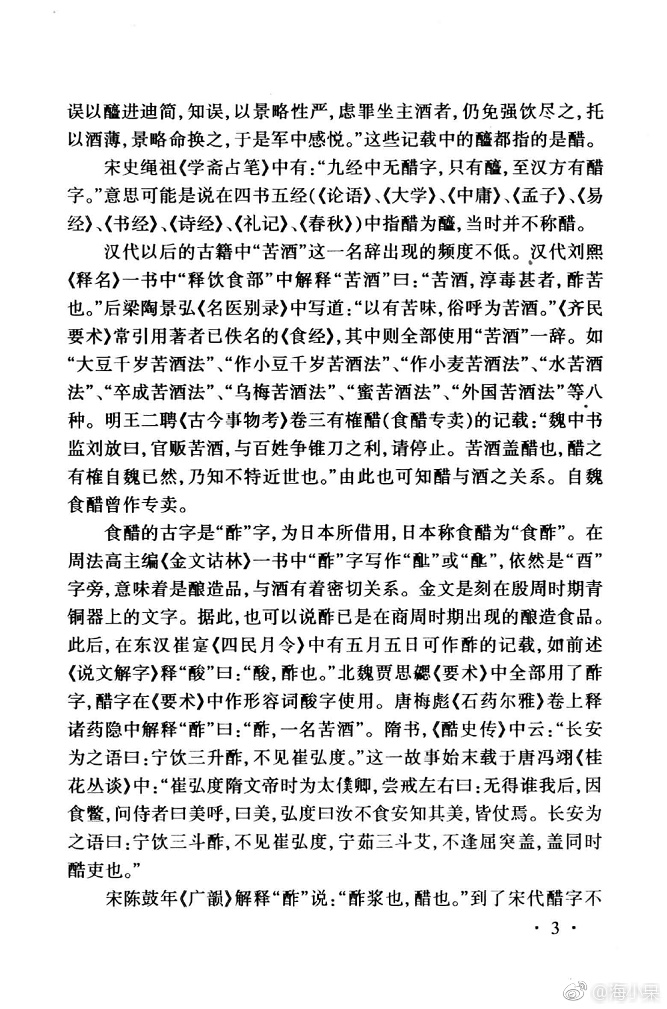 误以醯进迪简，知误，以景略性严，虑罪坐主酒者，仍免强饮尽之，托
以酒薄，景略命换之，于是军中感悦。”这些记载中的醯都指的是醋。
宋史绳祖《学斋占笔》中有：“九经中无醋字，只有醯，至汉方有醋
字。”意思可能是说在四书五经（《论语》、《大学》、《中庸》、《孟子》、《易
经》、《书经》、《诗经》、《礼记》、《春秋》）中指醋为醯，当时并不称醋。
汉代以后的古籍中“苦酒”这一名辞出现的频度不低。汉代刘熙
《释名》一书中“释饮食部”中解释“苦酒”曰：“苦酒，淳毒甚者，酢苦
也。”后梁陶景弘《名医别录》中写道：“以有苦味，俗呼为苦酒。”《齐民
要术》常引用著者已佚名的《食经》，其中则全部使用“苦酒”一辞。如
“大豆千岁苦酒法”、“作小豆千岁苦酒法”、“作小麦苦酒法”、“水苦酒
法”、“卒成苦酒法”、“乌梅苦酒法”、“蜜苦酒法”、“外国苦酒法”等八
种。明王二聘《古今事物考》卷三有榷醋（食醋专卖）的记载：“魏中书
监刘放曰，官贩苦酒，与百姓争锥刀之利，请停止。苦酒盖醋也，醋之
有榷自魏已然，乃知不特近世也。”由此也可知醋与酒之关系。自魏
食醋曾作专卖。
食醋的古字是“酢”字，为日本所借用，日本称食醋为“食酢”。在
周法高主编《金文诂林》一书中“酢”字写作“”或“”，依然是“酉”
字旁，意味着是酿造品，与酒有着密切关系。金文是刻在殷周时期青
铜器上的文字。据此，也可以说酢已是在商周时期出现的酿造食品。
此后，在东汉崔寔《四民月令》中有五月五日可作酢的记载，如前述
《说文解字》释“酸”曰：“酸，酢也。”北魏贾思勰《要术》中全部用了酢
字，醋字在《要术》中作形容词酸字使用。唐梅彪《石药尔雅》卷上释
诸药隐中解释“酢”曰：“酢，一名苦酒”。隋书，《酷史传》中云：“长安
为之语曰：宁饮三升酢，不见崔弘度。”这一故事始末载于唐冯翊《桂
花丛谈》中：“崔弘度隋文帝时为太僕卿，尝戒左右曰：无得谁我后，因
食鳖，问侍者曰美呼，曰美，弘度曰汝不食安知其美，皆仗焉。长安为
之语曰：宁饮三斗酢，不见崔弘度，宁茹三斗艾，不逢屈突盖，盖同时
酷吏也。”
宋陈鼓年《广韵》解释“酢”说：“酢浆也，醋也。”到了宋代醋字不
· 3 ·
@海小呆